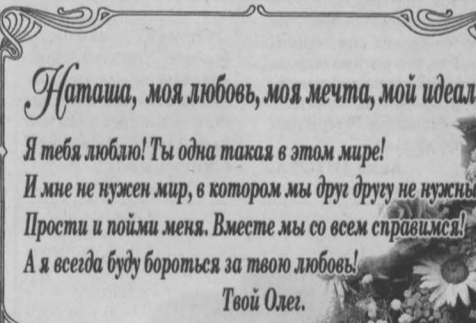 Наташа, моя любовь, моя мечта, мой идеал
Я тебя люблю! Ты одна такая в этом мире!
И мне не нужен мир, в котором мы друг другу не нужны
Прости и пойми меня. Вместе мы со всем справимся!
А я всегда буду бороться за твою любовь!
Твой Олег.